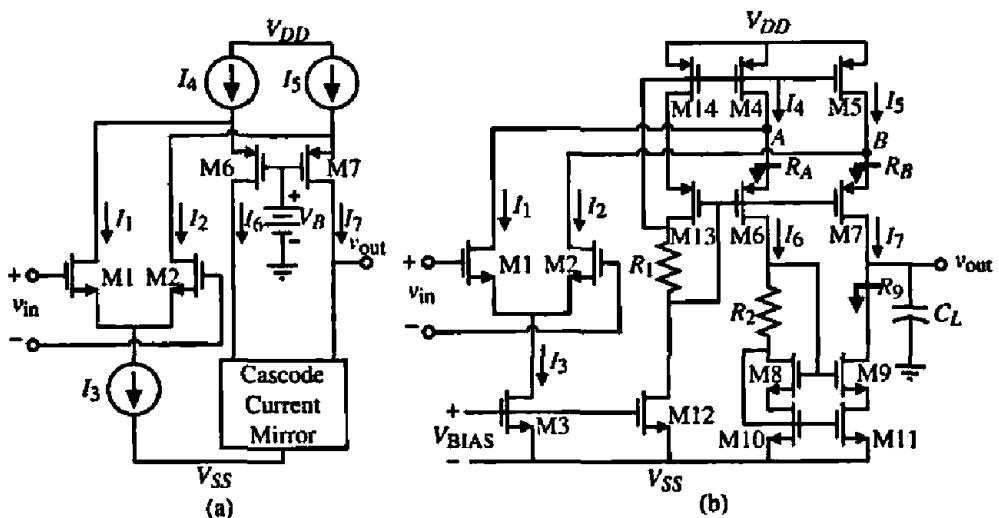 V_DD
I_4
I_5
M6
M7
I_1
I_2
I_6
V_B
+
-
I_7
v_out
+
v_in
-
M1
M2
I_3
Cascode
Current
Mirror
V_SS
(a)
V_DD
M14
M4
I_4
M5
I_5
A
B
R_A
R_B
M13
M6
M7
I_1
I_2
I_6
I_7
v_out
+
v_in
-
M1
M2
R_1
R_2
R_9
C_L
I_3
M8
M9
+
V_BIAS
-
M3
M12
M10
M11
V_SS
(b)